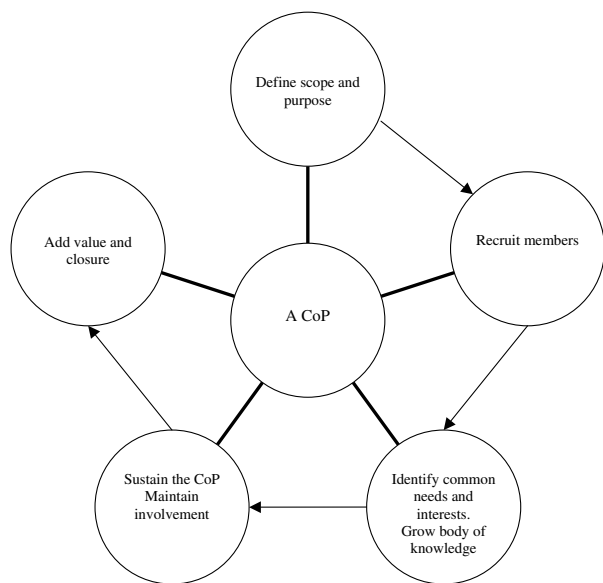 Define scope and
purpose
Recruit members
Add value and
closure
A CoP
Identify common
needs and
interests.
Grow body of
knowledge
Sustain the CoP
Maintain
involvement